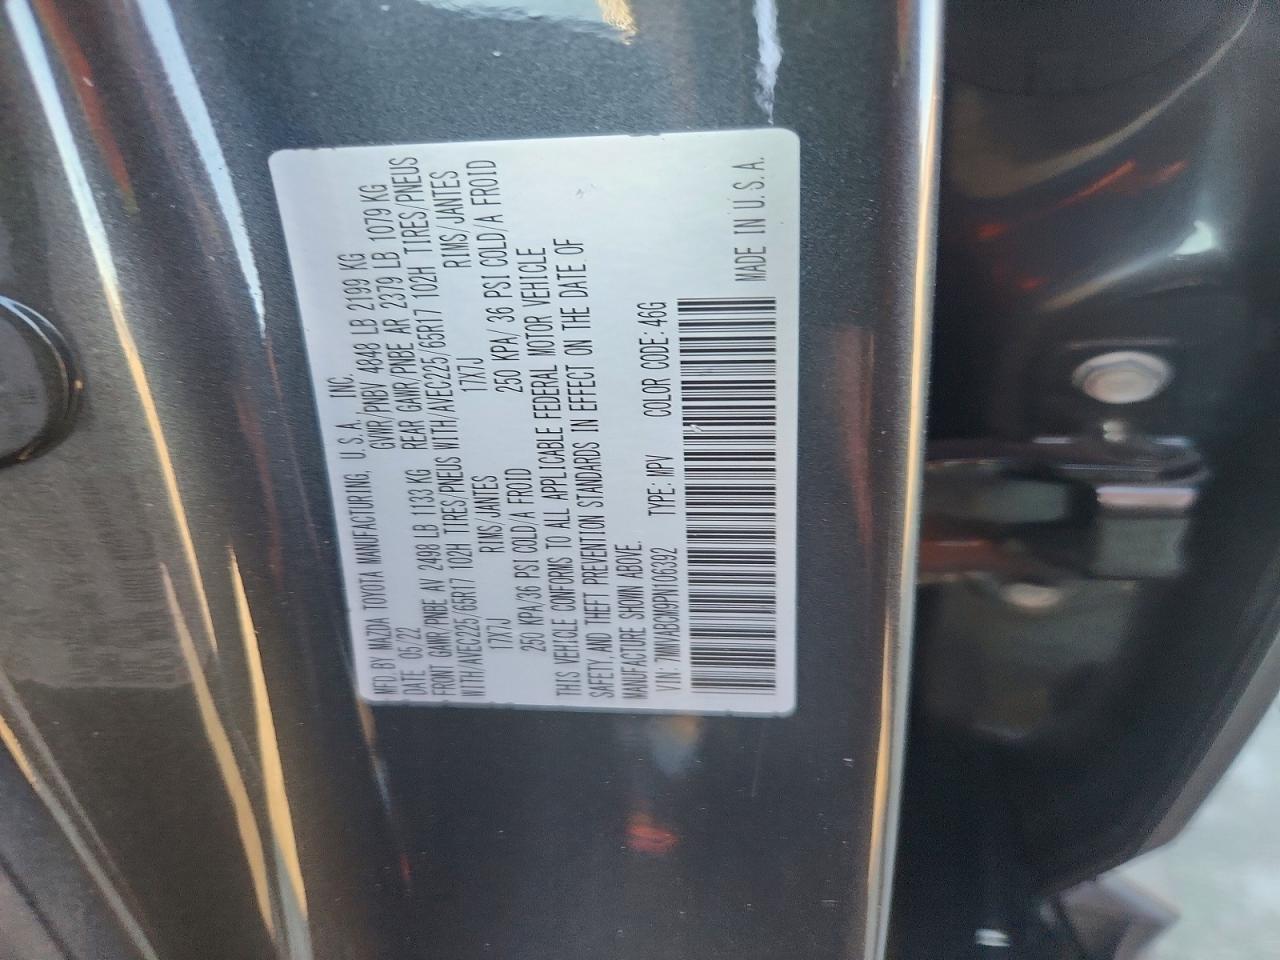 MFD. BY MAZDA TOYOTA MANUFACTURING, U.S.A. INC.
DATE 05/22 GVWR/PNBV 4848 LB 2199 KG
FRONT GAWR/PNBE AV 2498 LB 1133 KG REAR GAWR/PNBE AR 2379 LB 1079 KG
WITH/AVEC225/65R17 102H TIRES/PNEUS WITH/AVEC225/65R17 102H TIRES/PNEUS
17X7J RIMS/JANTES 17X7J RIMS/JANTES
250 KPA/36 PSI COLD/A FROID 250 KPA/ 36 PSI COLD/A FROID
THIS VEHICLE CONFORMS TO ALL APPLICABLE FEDERAL MOTOR VEHICLE
SAFETY, AND THEFT PREVENTION STANDARDS IN EFFECT ON THE DATE OF
MANUFACTURE SHOWN ABOVE.
VIN: 7MMVABCM9PN106392 TYPE: MPV COLOR CODE: 46G
MADE IN U.S.A.